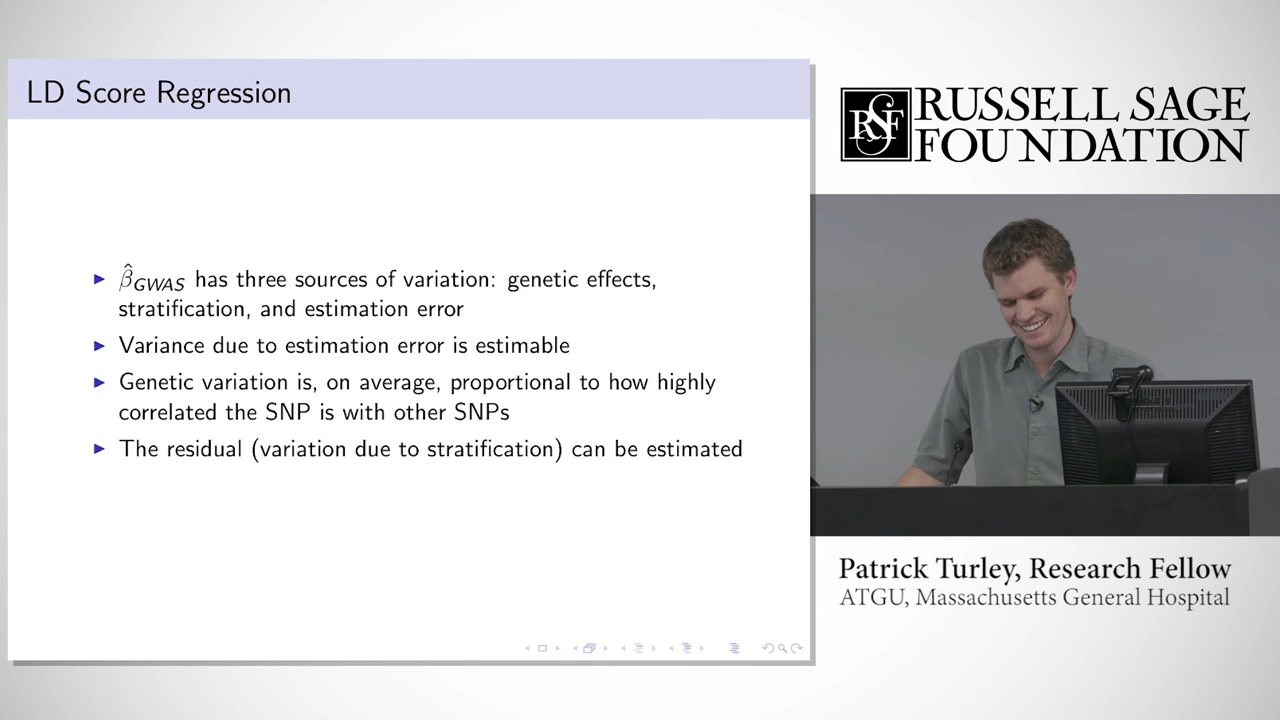 LD Score Regression
▶ β̂GWAS has three sources of variation: genetic effects,
stratification, and estimation error
▶ Variance due to estimation error is estimable
▶ Genetic variation is, on average, proportional to how highly
correlated the SNP is with other SNPs
▶ The residual (variation due to stratification) can be estimated
RSF
RUSSELL SAGE
FOUNDATION
Patrick Turley, Research Fellow
ATGU, Massachusetts General Hospital